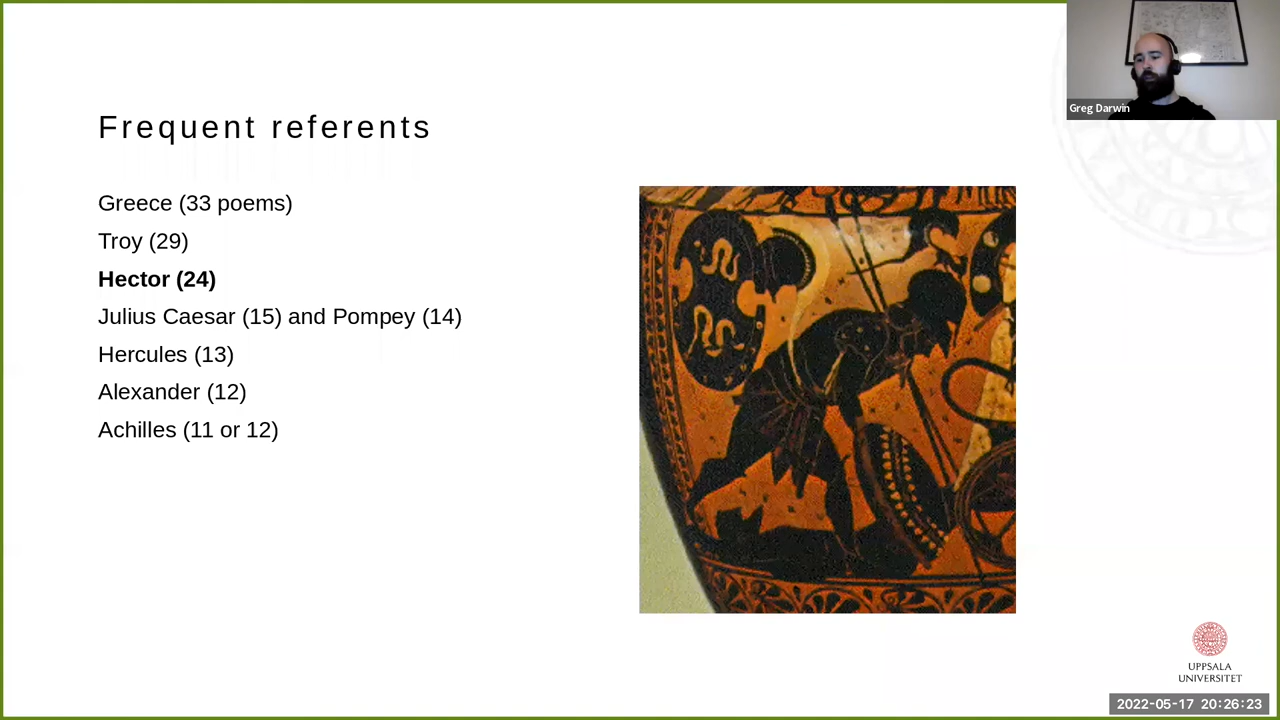 Greg Darwin
Frequent referents
Greece (33 poems)
Troy (29)
Hector (24)
Julius Caesar (15) and Pompey (14)
Hercules (13)
Alexander (12)
Achilles (11 or 12)
UPPSALA
UNIVERSITET
2022-05-17 20:26:23